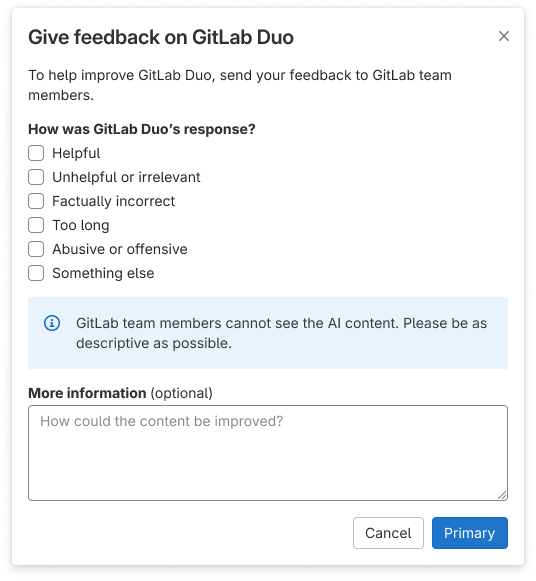 Give feedback on GitLab Duo
To help improve GitLab Duo, send your feedback to GitLab team
members.
How was GitLab Duo’s response?
Helpful
Unhelpful or irrelevant
Factually incorrect
Too long
Abusive or offensive
Something else
GitLab team members cannot see the AI content. Please be as
descriptive as possible.
More information (optional)
How could the content be improved?
Cancel Primary